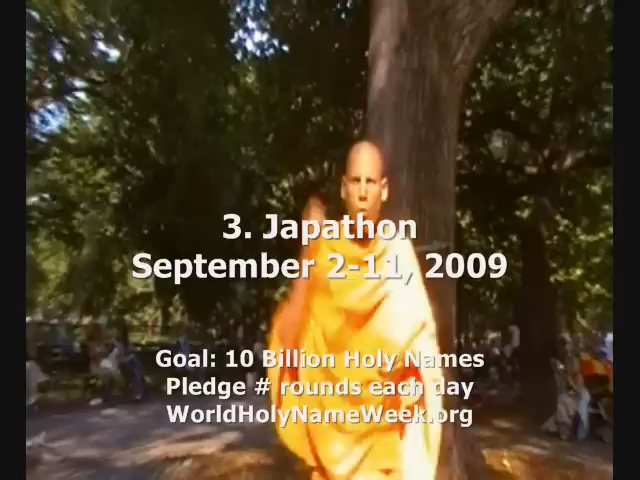 3. Japathon
September 2-11, 2009
Goal: 10 Billion Holy Names
Pledge # rounds each day
WorldHolyNameWeek.org